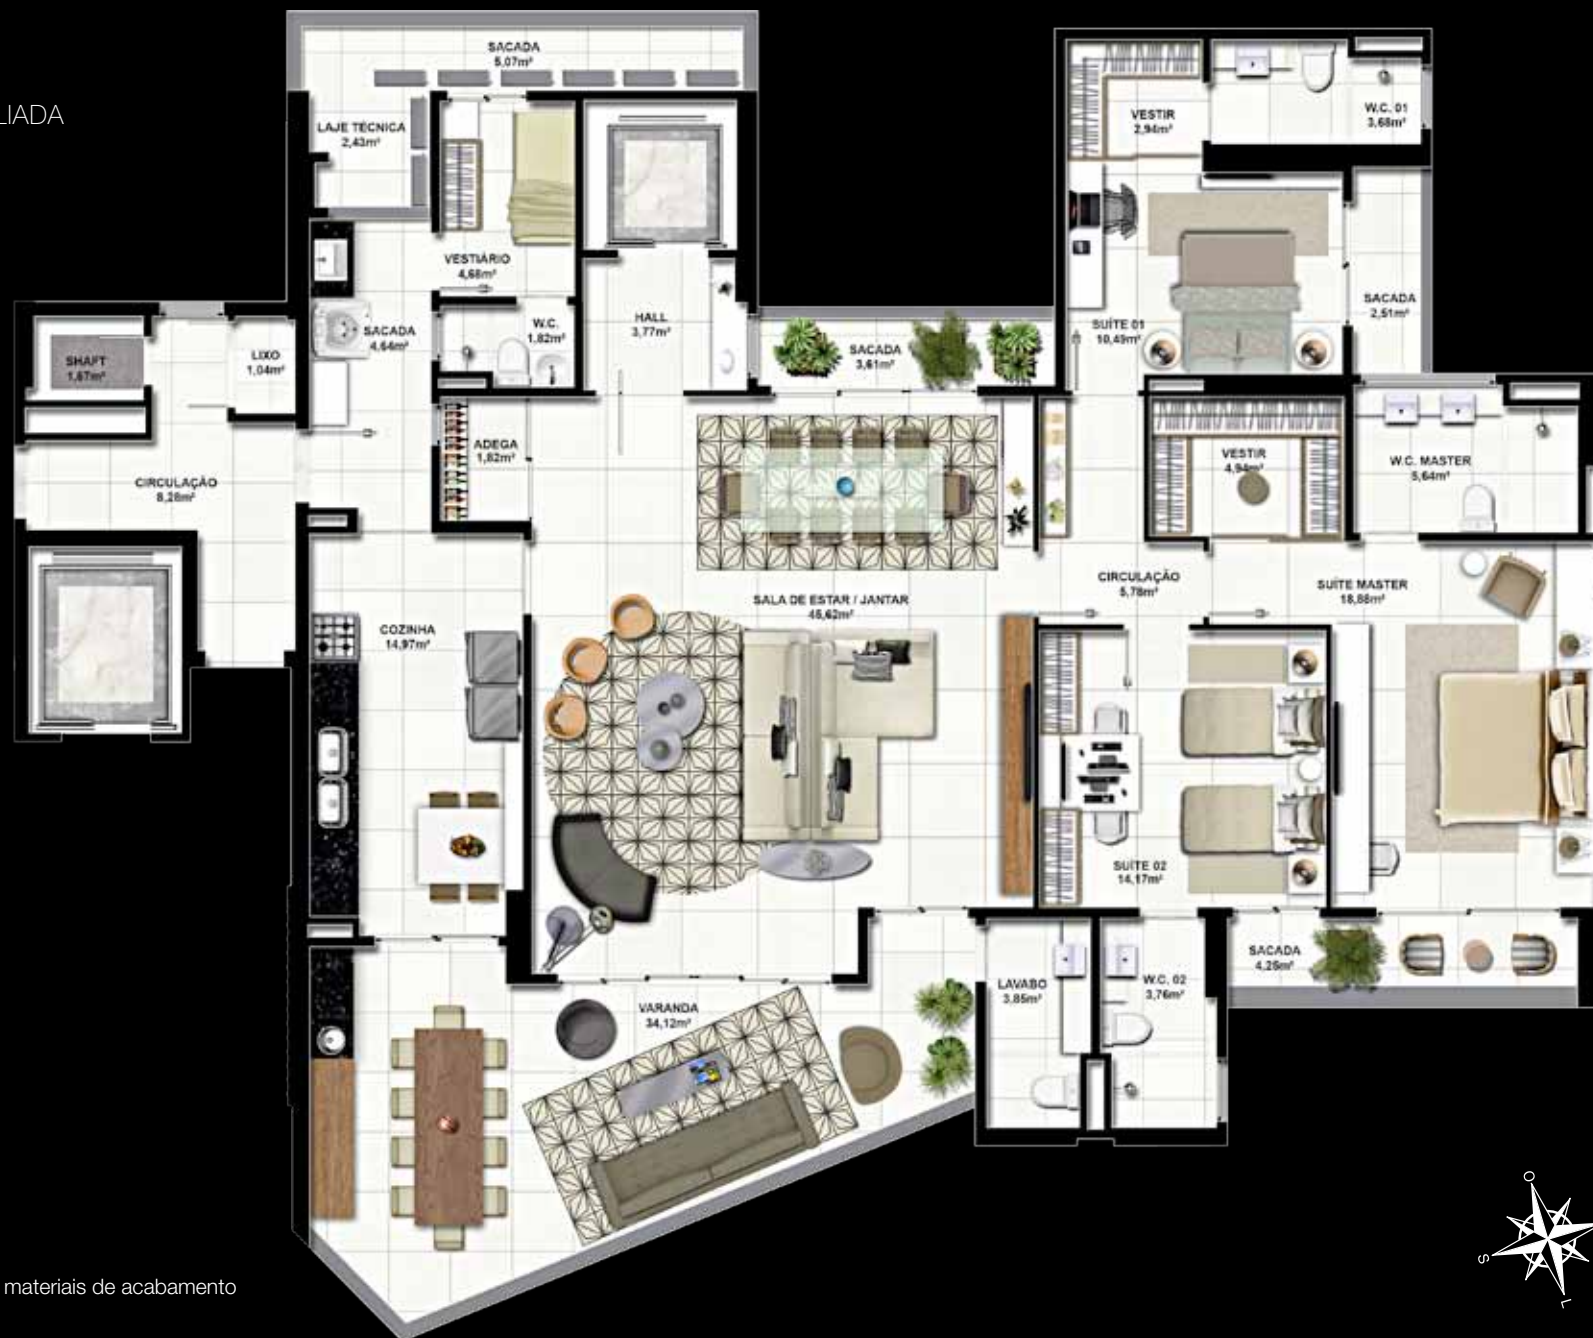 LIADA
SACADA
5,07m²
LAJE TÉCNICA
2,43m²
VESTIR
2,94m²
W.C. 01
3,68m²
VESTIÁRIO
4,68m²
SACADA
2,51m²
HALL
3,77m²
W.C.
1,82m²
SACADA
4,64m²
SUÍTE 01
10,49m²
SACADA
3,61m²
SHAFT
1,67m²
LIXO
1,04m²
ADEGA
1,82m²
VESTIR
4,94m²
W.C. MASTER
5,64m²
CIRCULAÇÃO
8,28m²
CIRCULAÇÃO
5,78m²
SUÍTE MASTER
18,88m²
SALA DE ESTAR / JANTAR
45,62m²
COZINHA
14,97m²
SUÍTE 02
14,17m²
SACADA
4,25m²
LAVABO
3,85m²
W.C. 02
3,76m²
VARANDA
34,12m²
O
S
L
materiais de acabamento